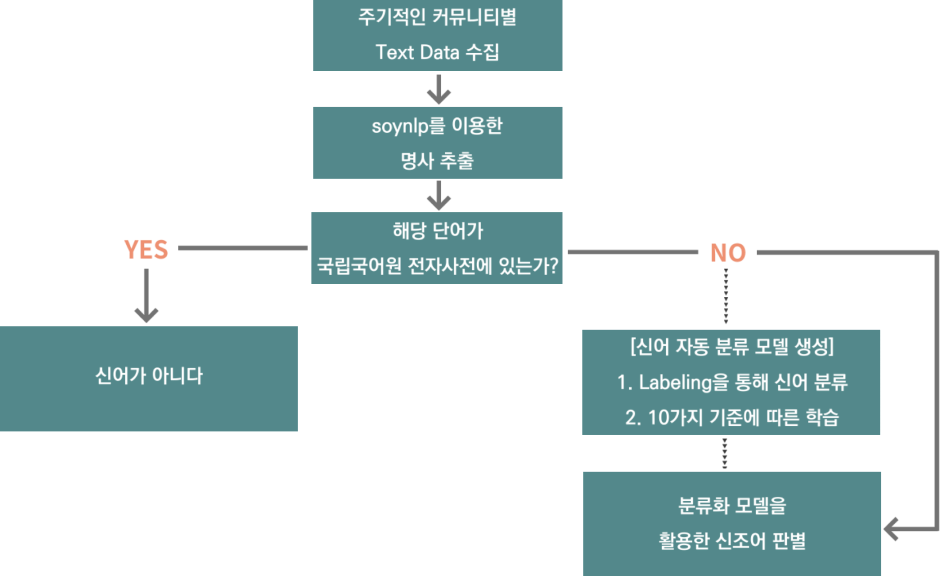 주기적인 커뮤니티별
Text Data 수집
soynlp를 이용한
명사 추출
해당 단어가
국립국어원 전자사전에 있는가?
YES
NO
신어가 아니다
[신어 자동 분류 모델 생성]
1. Labeling을 통해 신어 분류
2. 10가지 기준에 따른 학습
분류화 모델을
활용한 신조어 판별